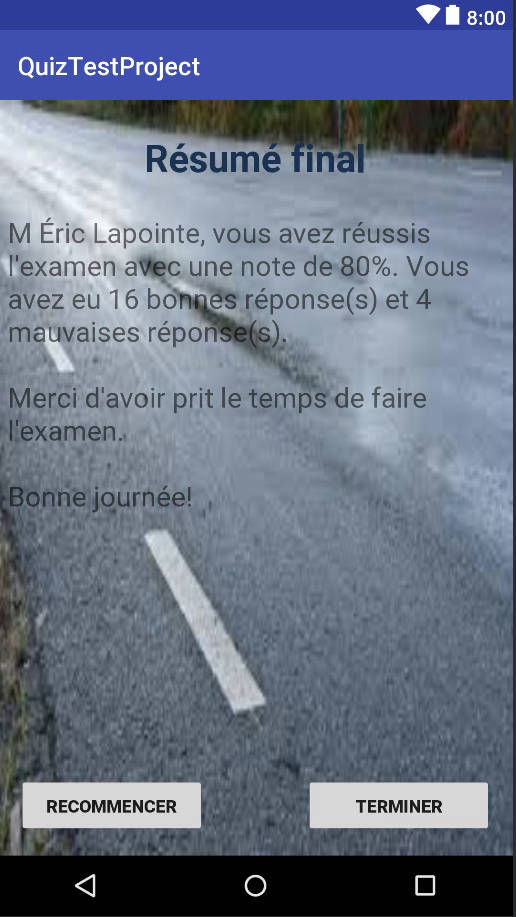 8:00
QuizTestProject
Résumé final
M Éric Lapointe, vous avez réussis
l'examen avec une note de 80%. Vous
avez eu 16 bonnes réponse(s) et 4
mauvaises réponse(s).
Merci d'avoir prit le temps de faire
l'examen.
Bonne journée!
RECOMMENCER
TERMINER